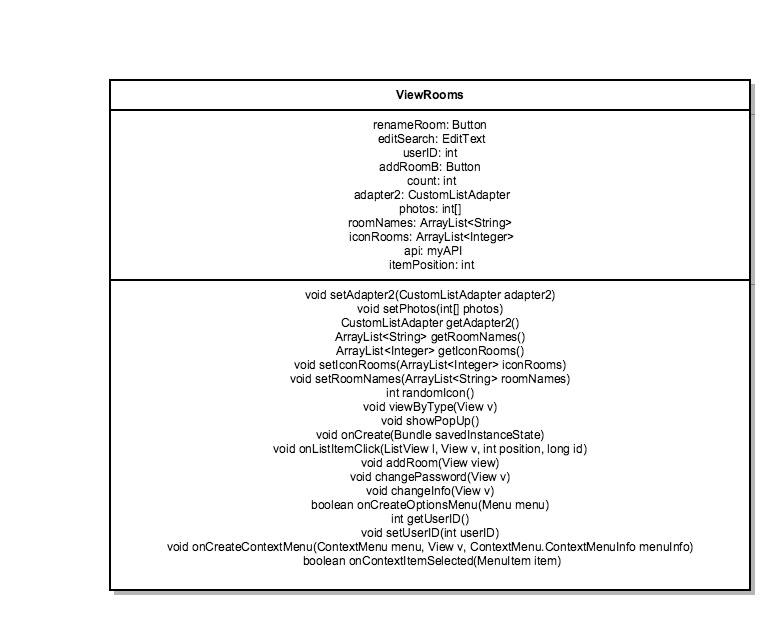 ViewRooms
renameRoom: Button
editSearch: EditText
userID: int
addRoomB: Button
count: int
adapter2: CustomListAdapter
photos: int[]
roomNames: ArrayList<String>
iconRooms: ArrayList<Integer>
api: myAPI
itemPosition: int
void setAdapter2(CustomListAdapter adapter2)
void setPhotos(int[] photos)
CustomListAdapter getAdapter2()
ArrayList<String> getRoomNames()
ArrayList<Integer> getIconRooms()
void setIconRooms(ArrayList<Integer> iconRooms)
void setRoomNames(ArrayList<String> roomNames)
int randomIcon()
void viewByType(View v)
void showPopUp()
void onCreate(Bundle savedInstanceState)
void onListItemClick(ListView l, View v, int position, long id)
void addRoom(View view)
void changePassword(View v)
void changeInfo(View v)
boolean onCreateOptionsMenu(Menu menu)
int getUserID()
void setUserID(int userID)
void onCreateContextMenu(ContextMenu menu, View v, ContextMenu.ContextMenuInfo menuInfo)
boolean onContextItemSelected(MenuItem item)